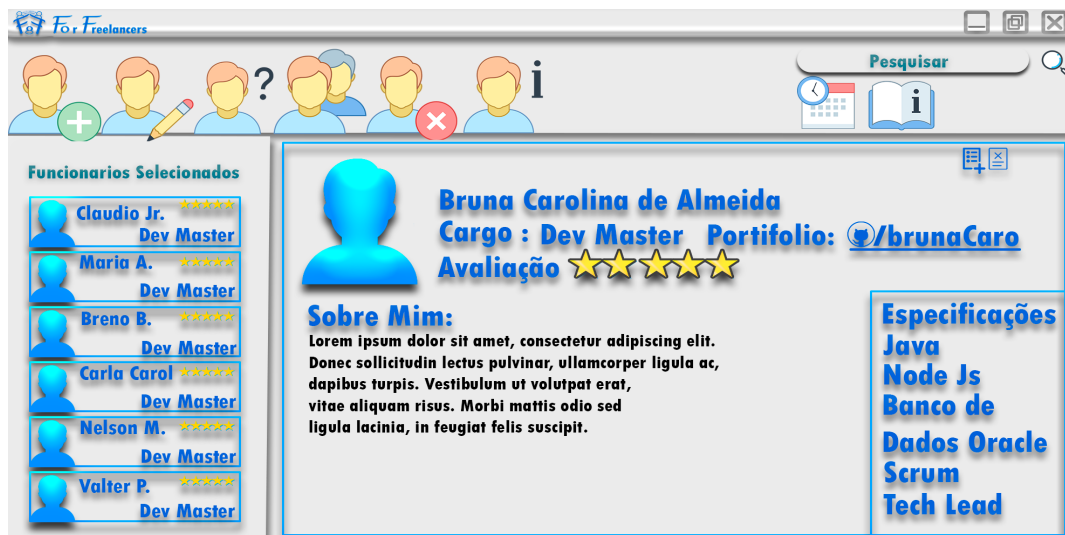 FaF For Freelancers
?
i
Pesquisar
i
Funcionarios Selecionados
Claudio Jr.
Dev Master
Maria A.
Dev Master
Breno B.
Dev Master
Carla Carol
Dev Master
Nelson M.
Dev Master
Valter P.
Dev Master
Bruna Carolina de Almeida
Cargo : Dev Master Portifolio: /brunaCaro
Avaliação
Sobre Mim:
Lorem ipsum dolor sit amet, consectetur adipiscing elit.
Donec sollicitudin lectus pulvinar, ullamcorper ligula ac,
dapibus turpis. Vestibulum ut volutpat erat,
vitae aliquam risus. Morbi mattis odio sed
ligula lacinia, in feugiat felis suscipit.
Especificações
Java
Node Js
Banco de
Dados Oracle
Scrum
Tech Lead